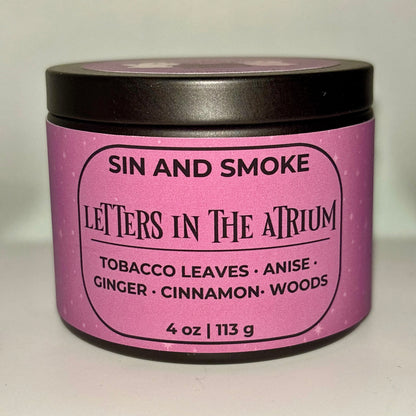 SIN AND SMOKE
LETTERS IN THE ATRIUM
TOBACCO LEAVES · ANISE ·
GINGER · CINNAMON· WOODS
4 oz | 113 g